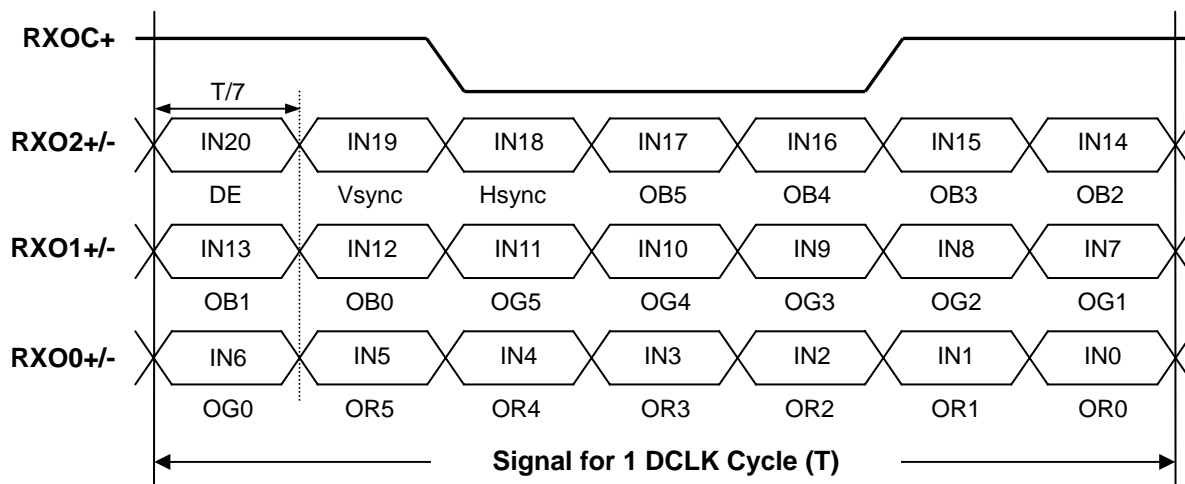 RXOC+
T/7
RXO2+/- IN20 IN19 IN18 IN17 IN16 IN15 IN14
DE Vsync Hsync OB5 OB4 OB3 OB2
RXO1+/- IN13 IN12 IN11 IN10 IN9 IN8 IN7
OB1 OB0 OG5 OG4 OG3 OG2 OG1
RXO0+/- IN6 IN5 IN4 IN3 IN2 IN1 IN0
OG0 OR5 OR4 OR3 OR2 OR1 OR0
Signal for 1 DCLK Cycle (T)